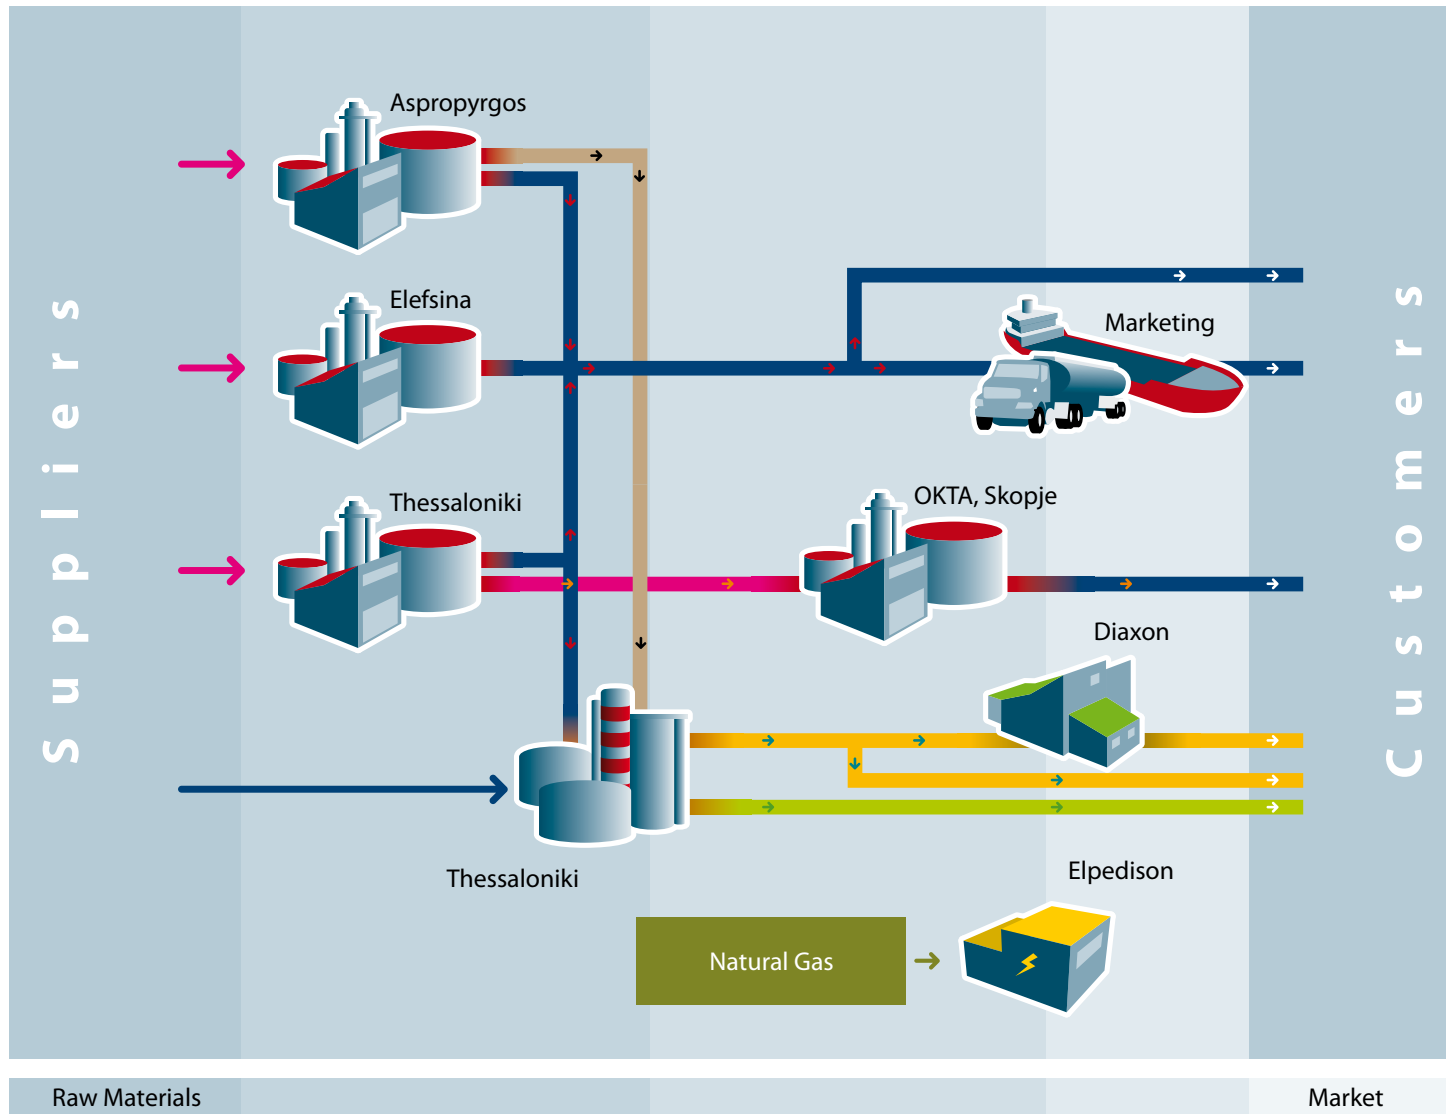 Suppliers
Aspropyrgos
Elefsina
Marketing
Thessaloniki
OKTA, Skopje
Diaxon
Thessaloniki
Elpedison
Natural Gas
Customers
Raw Materials
Market